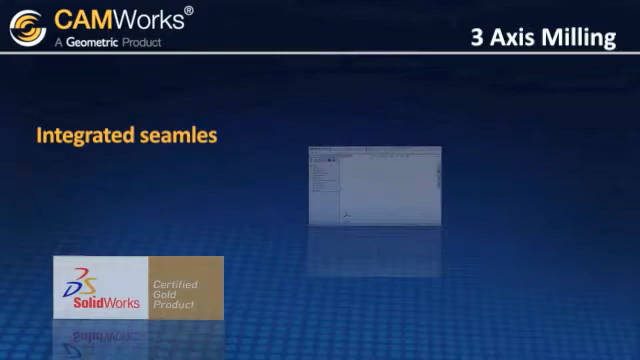 CAMWorks®
A Geometric Product
3 Axis Milling
Integrated seamles
SolidWorks
Certified
Gold
Product